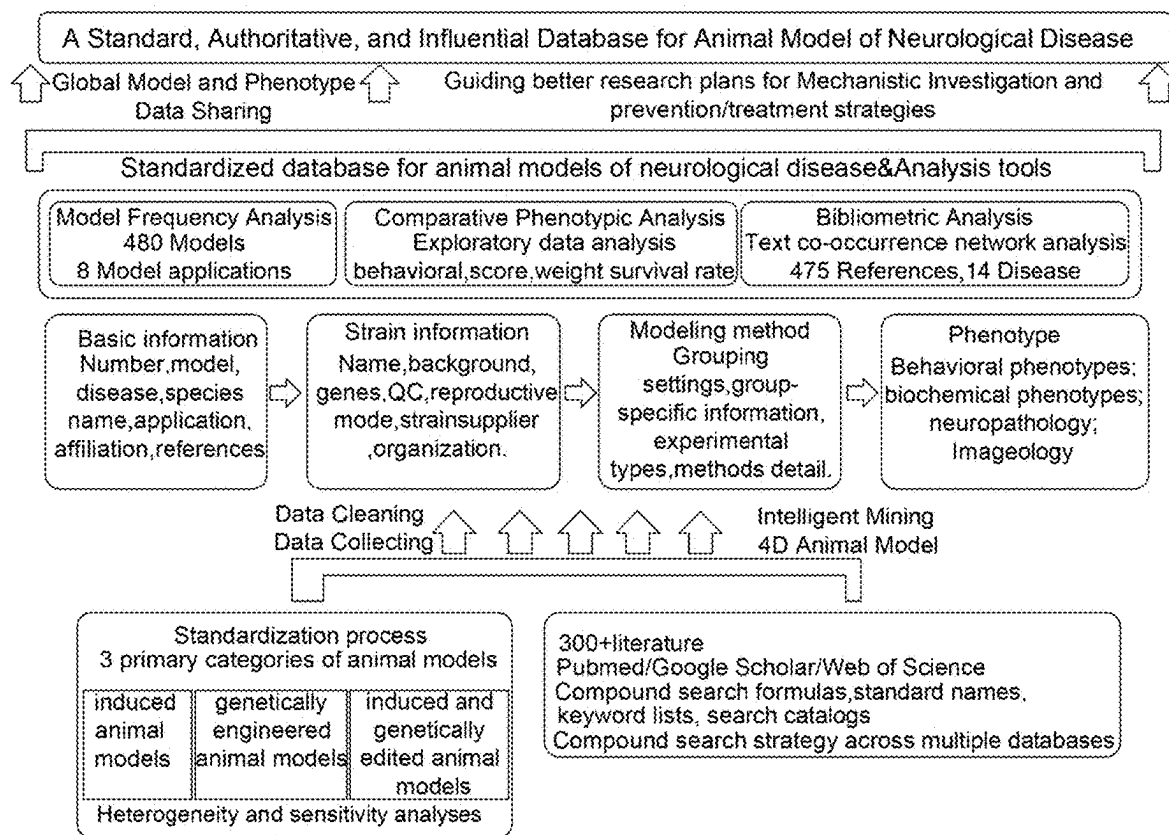 A Standard, Authoritative, and Influential Database for Animal Model of Neurological Disease
Global Model and Phenotype
Data Sharing
Guiding better research plans for Mechanistic Investigation and
prevention/treatment strategies
Standardized database for animal models of neurological disease&Analysis tools
Model Frequency Analysis
480 Models
8 Model applications
Comparative Phenotypic Analysis
Exploratory data analysis
behavioral,score,weight survival rate
Bibliometric Analysis
Text co-occurrence network analysis
475 References,14 Disease
Basic information
Number,model,
disease,species
name,application,
affiliation,references
Strain information
Name,background,
genes,QC,reproductive
mode,strainsupplier
,organization.
Modeling method
Grouping
settings,group-
specific information,
experimental
types,methods detail.
Phenotype
Behavioral phenotypes;
biochemical phenotypes;
neuropathology;
Imageology
Data Cleaning
Data Collecting
Intelligent Mining
4D Animal Model
Standardization process
3 primary categories of animal models
induced
animal
models
genetically
engineered
animal models
induced and
genetically
edited animal
models
Heterogeneity and sensitivity analyses
300+literature
Pubmed/Google Scholar/Web of Science
Compound search formulas,standard names,
keyword lists, search catalogs
Compound search strategy across multiple databases